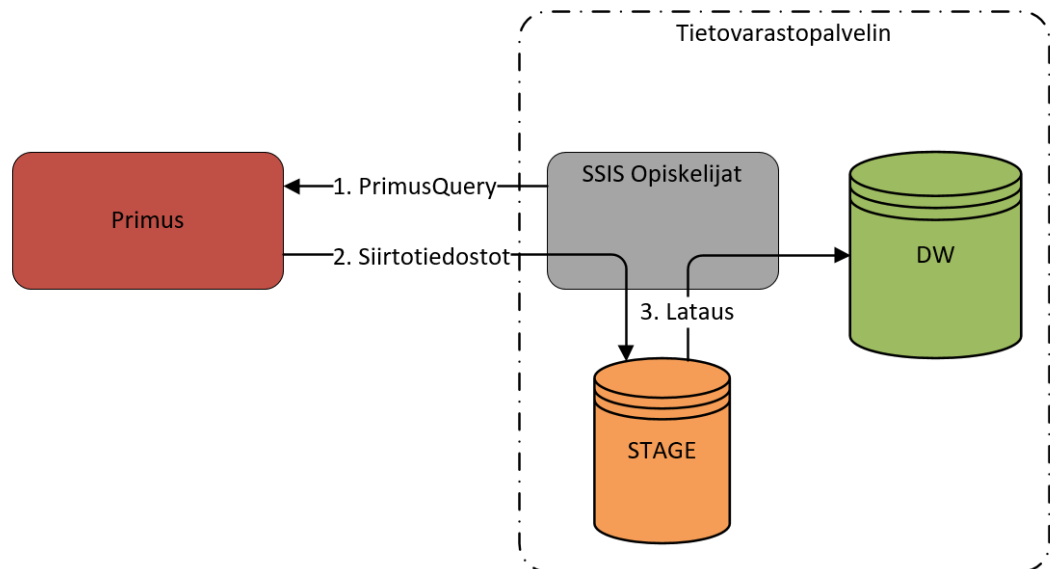 Tietovarastopalvelin
SSIS Opiskelijat
1. PrimusQuery
Primus
2. Siirtotiedostot
DW
3. Lataus
STAGE